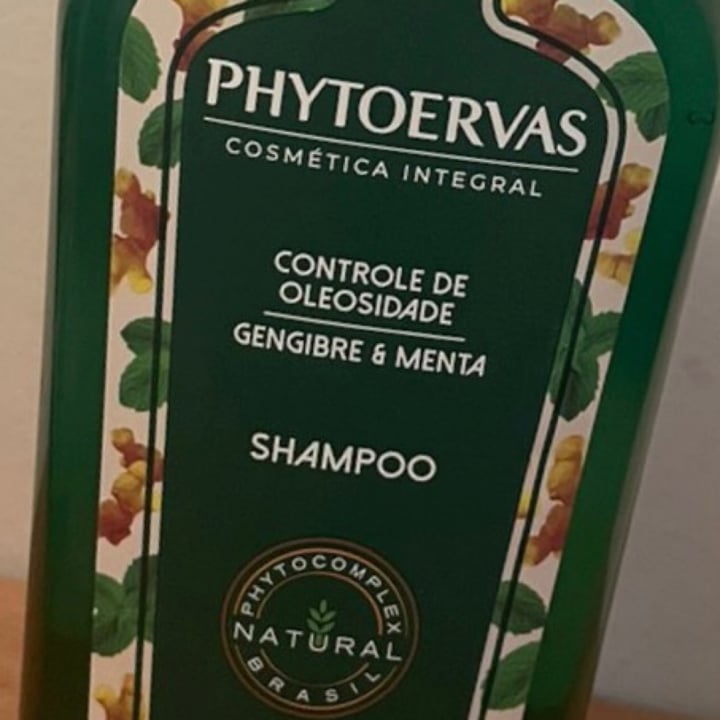 PHYTOERVAS
COSMÉTICA INTEGRAL
CONTROLE DE
OLEOSIDADE
GENGIBRE & MENTA
SHAMPOO
PHYTOCOMPLEX
NATURAL
BRASIL